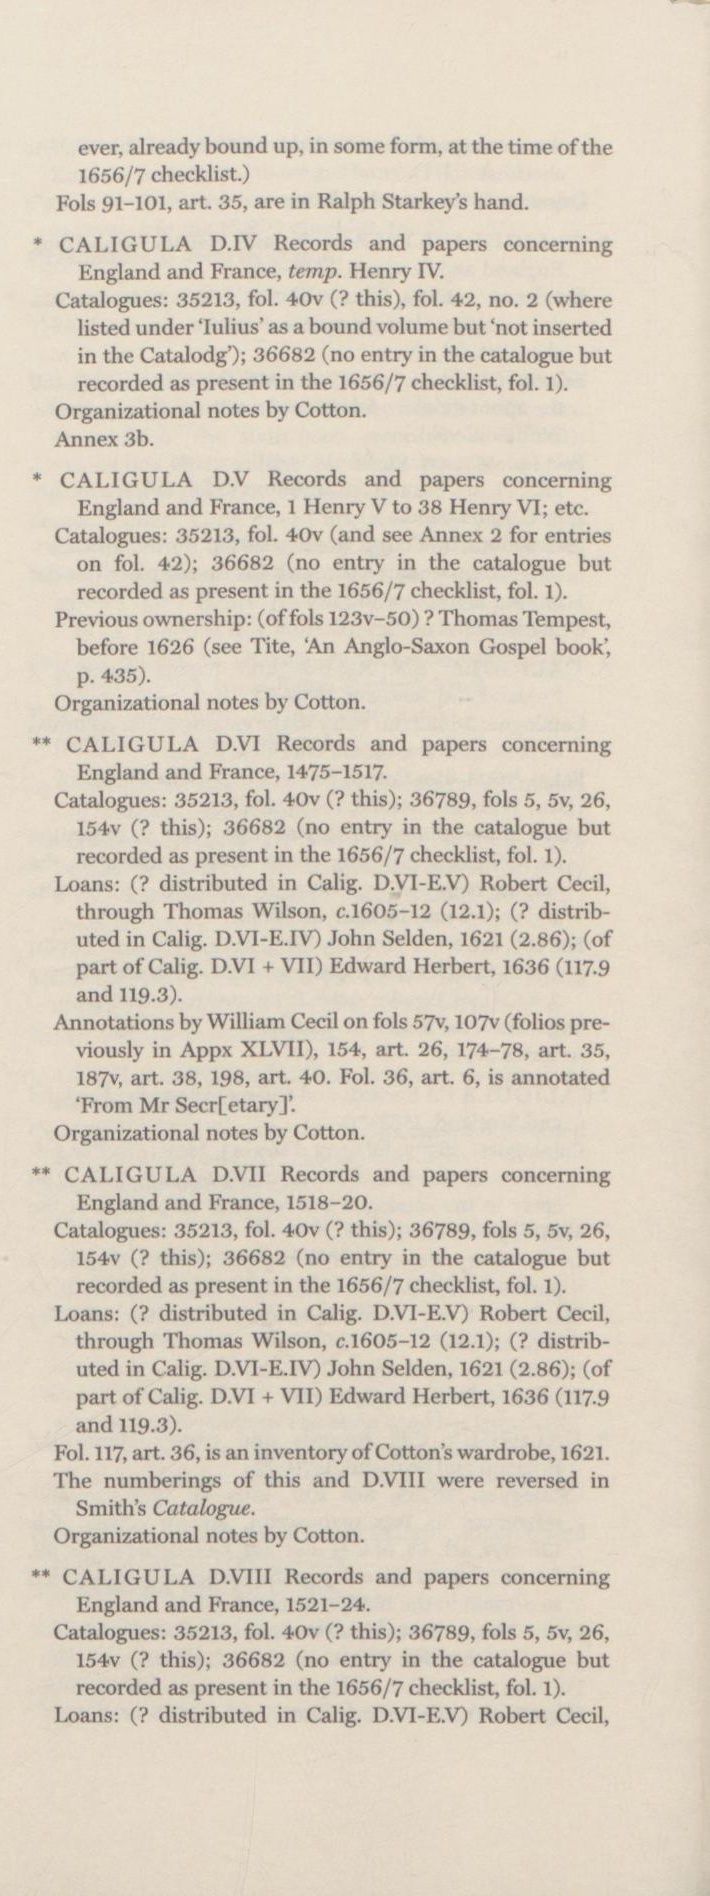 ever, already bound up, in some form, at the time of the
1656/7 checklist.)
Fols 91–101, art. 35, are in Ralph Starkey's hand.
* CALIGULA D.IV Records and papers concerning
England and France, temp. Henry IV.
Catalogues: 35213, fol. 40v (? this), fol. 42, no. 2 (where
listed under 'Iulius' as a bound volume but 'not inserted
in the Catalodg'); 36682 (no entry in the catalogue but
recorded as present in the 1656/7 checklist, fol. 1).
Organizational notes by Cotton.
Annex 3b.
* CALIGULA D.V Records and papers concerning
England and France, 1 Henry V to 38 Henry VI; etc.
Catalogues: 35213, fol. 40v (and see Annex 2 for entries
on fol. 42); 36682 (no entry in the catalogue but
recorded as present in the 1656/7 checklist, fol. 1).
Previous ownership: (of fols 123v–50) ? Thomas Tempest,
before 1626 (see Tite, 'An Anglo-Saxon Gospel book',
p. 435).
Organizational notes by Cotton.
** CALIGULA D.VI Records and papers concerning
England and France, 1475–1517.
Catalogues: 35213, fol. 40v (? this); 36789, fols 5, 5v, 26,
154v (? this); 36682 (no entry in the catalogue but
recorded as present in the 1656/7 checklist, fol. 1).
Loans: (? distributed in Calig. D.VI-E.V) Robert Cecil,
through Thomas Wilson, c.1605–12 (12.1); (? distrib-
uted in Calig. D.VI-E.IV) John Selden, 1621 (2.86); (of
part of Calig. D.VI + VII) Edward Herbert, 1636 (117.9
and 119.3).
Annotations by William Cecil on fols 57v, 107v (folios pre-
viously in Appx XLVII), 154, art. 26, 174–78, art. 35,
187v, art. 38, 198, art. 40. Fol. 36, art. 6, is annotated
'From Mr Secr[etary]'.
Organizational notes by Cotton.
** CALIGULA D.VII Records and papers concerning
England and France, 1518–20.
Catalogues: 35213, fol. 40v (? this); 36789, fols 5, 5v, 26,
154v (? this); 36682 (no entry in the catalogue but
recorded as present in the 1656/7 checklist, fol. 1).
Loans: (? distributed in Calig. D.VI-E.V) Robert Cecil,
through Thomas Wilson, c.1605–12 (12.1); (? distrib-
uted in Calig. D.VI-E.IV) John Selden, 1621 (2.86); (of
part of Calig. D.VI + VII) Edward Herbert, 1636 (117.9
and 119.3).
Fol. 117, art. 36, is an inventory of Cotton's wardrobe, 1621.
The numberings of this and D.VIII were reversed in
Smith's Catalogue.
Organizational notes by Cotton.
** CALIGULA D.VIII Records and papers concerning
England and France, 1521–24.
Catalogues: 35213, fol. 40v (? this); 36789, fols 5, 5v, 26,
154v (? this); 36682 (no entry in the catalogue but
recorded as present in the 1656/7 checklist, fol. 1).
Loans: (? distributed in Calig. D.VI-E.V) Robert Cecil,